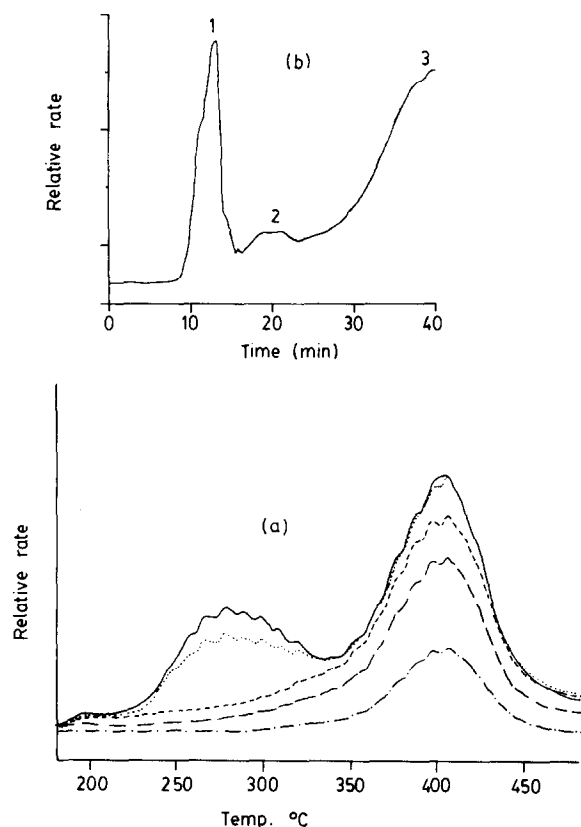 1
(b)
3
2
Relative rate
0 10 20 30 40
Time (min)
(a)
Relative rate
200 250 300 350 400 450
Temp. °C